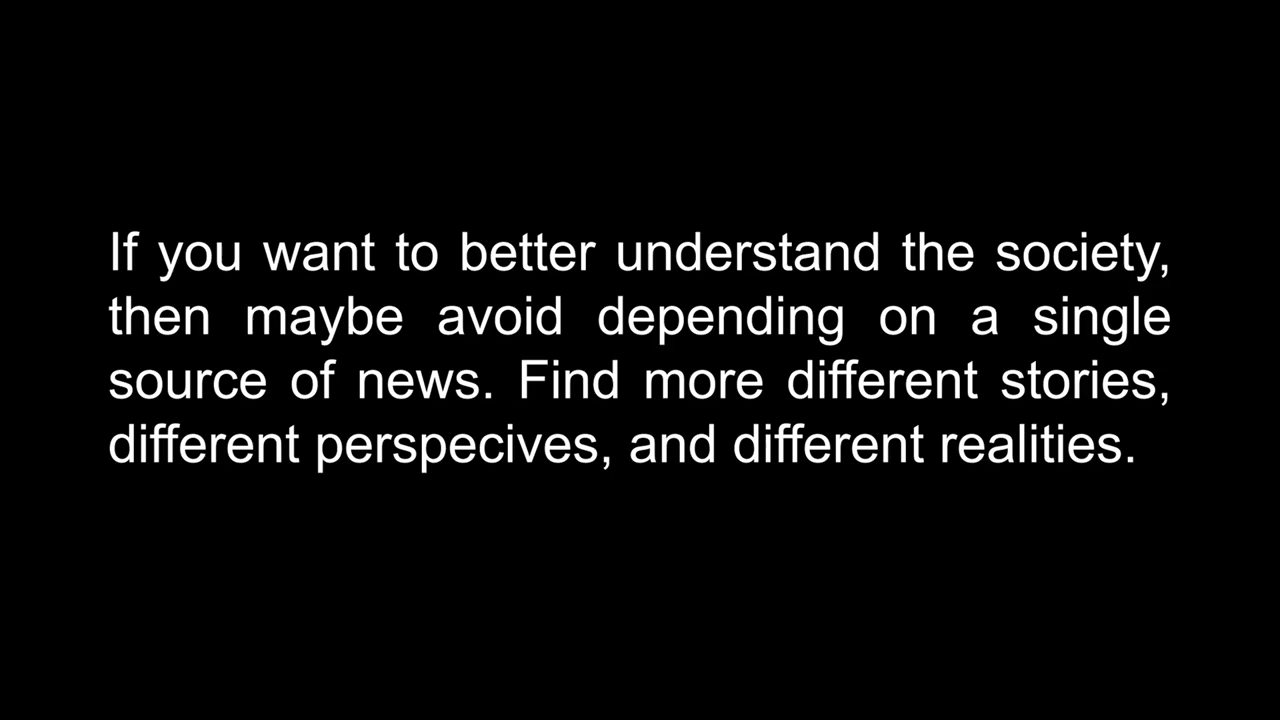 If you want to better understand the society,
then maybe avoid depending on a single
source of news. Find more different stories,
different perspecives, and different realities.